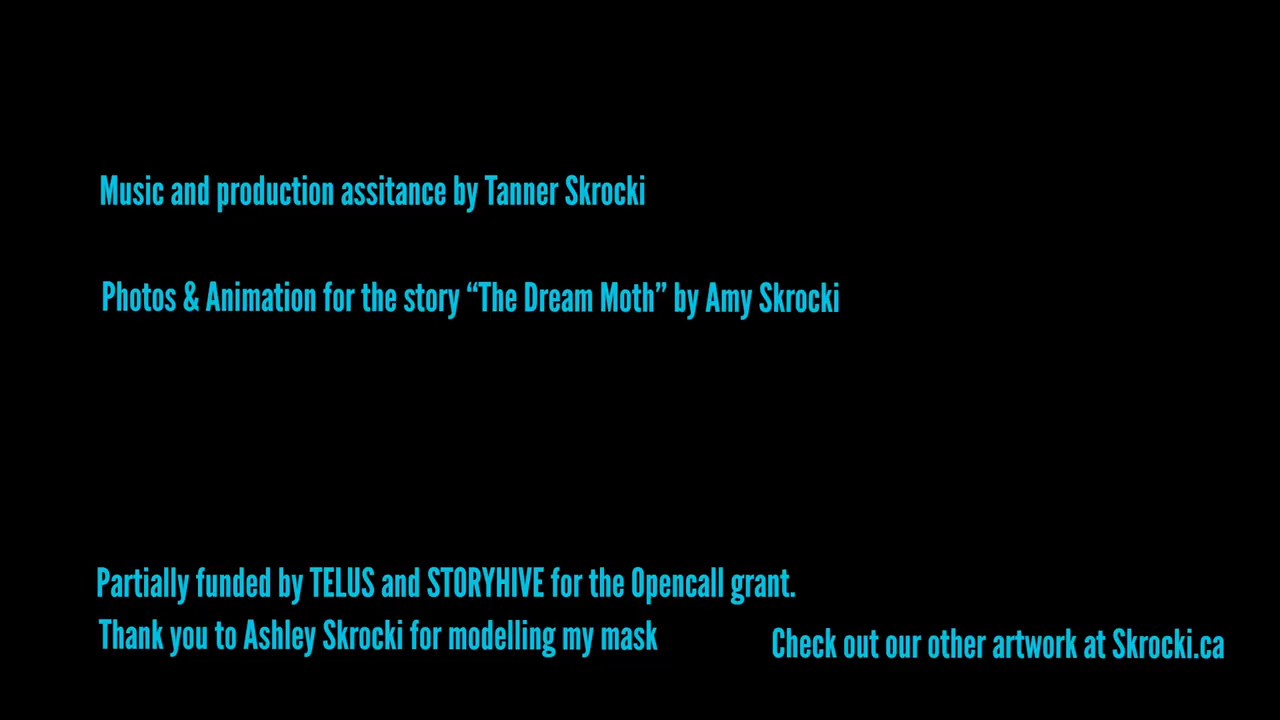 Music and production assitance by Tanner Skrocki
Photos & Animation for the story “The Dream Moth” by Amy Skrocki
Partially funded by TELUS and STORYHIVE for the Opencall grant.
Thank you to Ashley Skrocki for modelling my mask
Check out our other artwork at Skrocki.ca